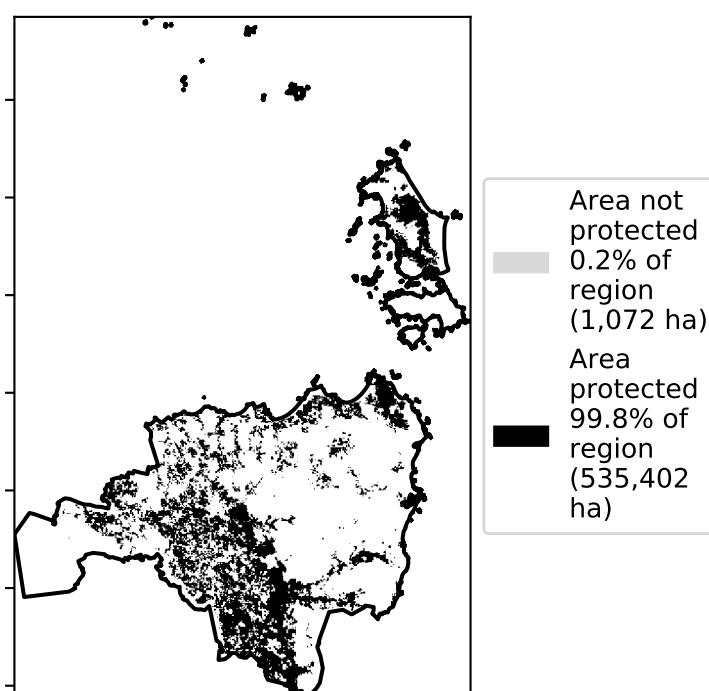 Area not
protected
0.2% of
region
(1,072 ha)
Area
protected
99.8% of
region
(535,402
ha)